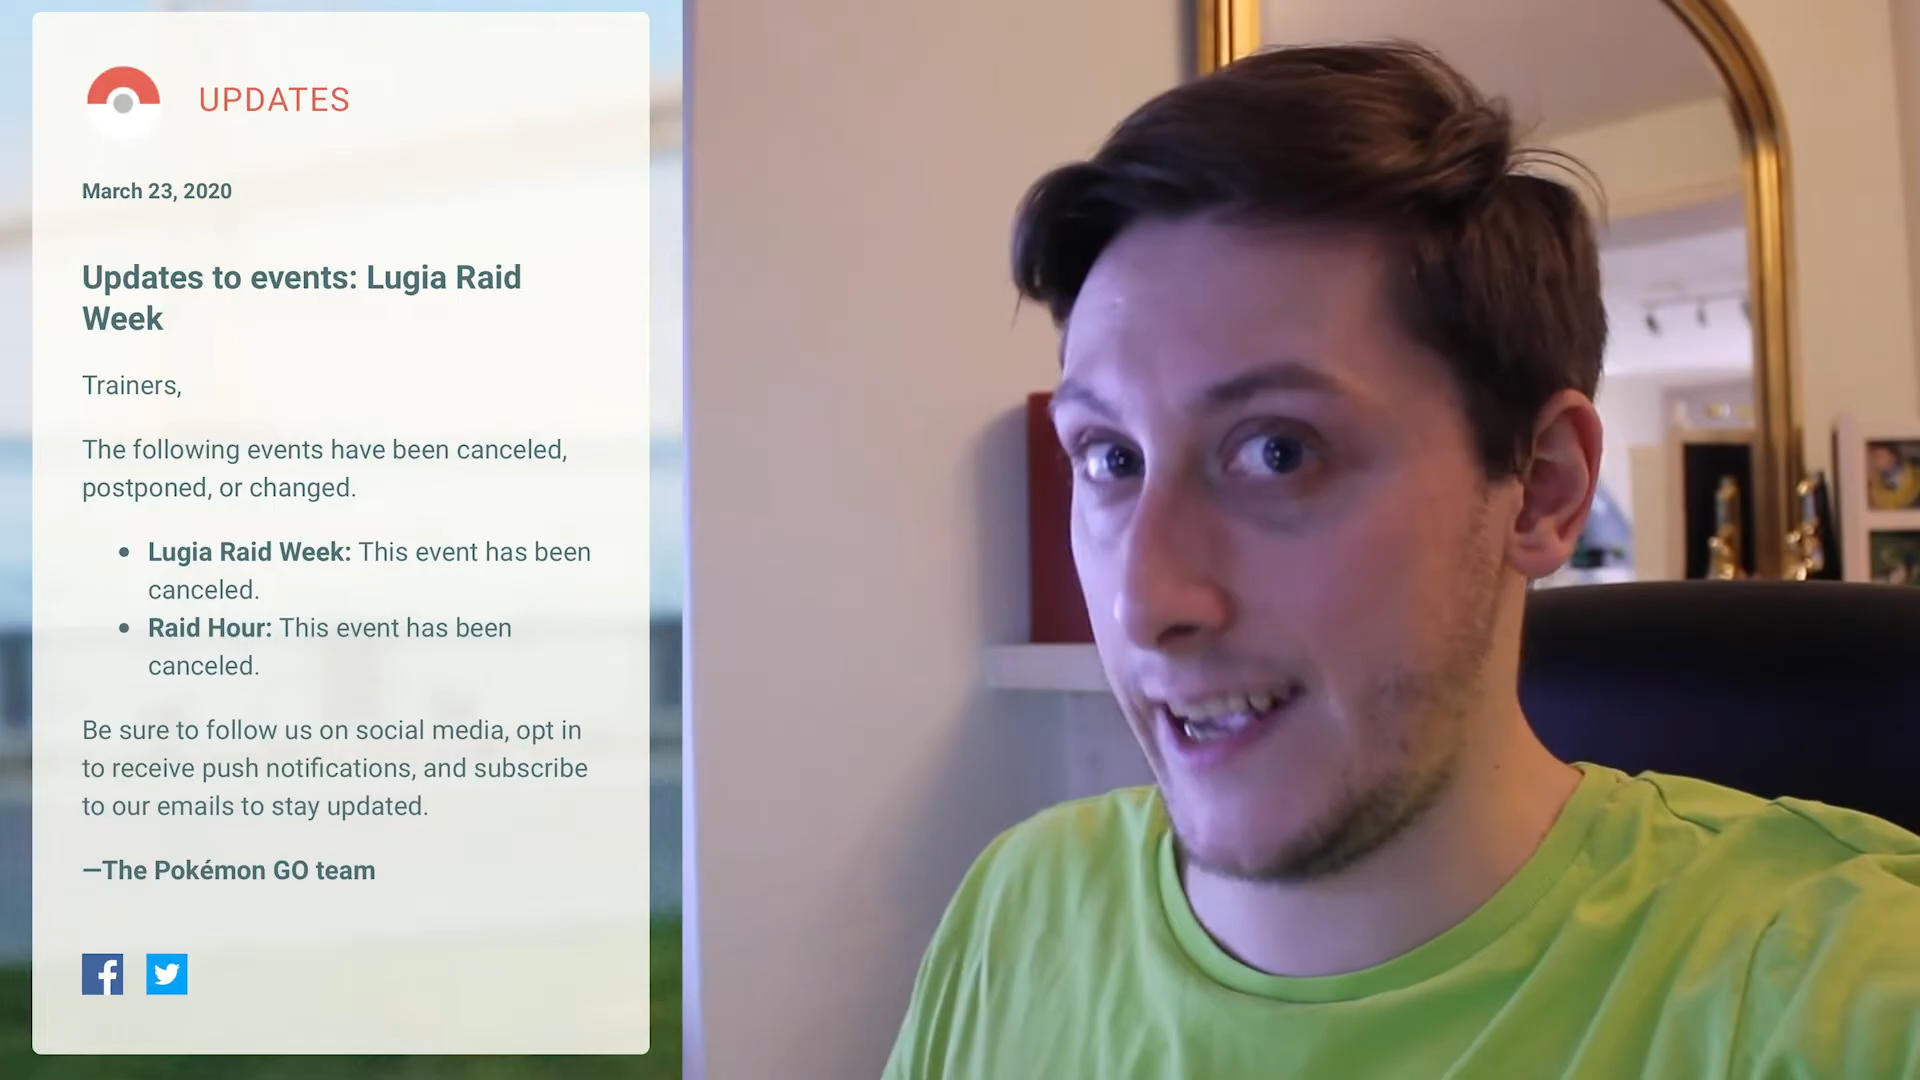 UPDATES
March 23, 2020
Updates to events: Lugia Raid
Week
Trainers,
The following events have been canceled,
postponed, or changed.
• Lugia Raid Week: This event has been
canceled.
• Raid Hour: This event has been
canceled.
Be sure to follow us on social media, opt in
to receive push notifications, and subscribe
to our emails to stay updated.
—The Pokémon GO team